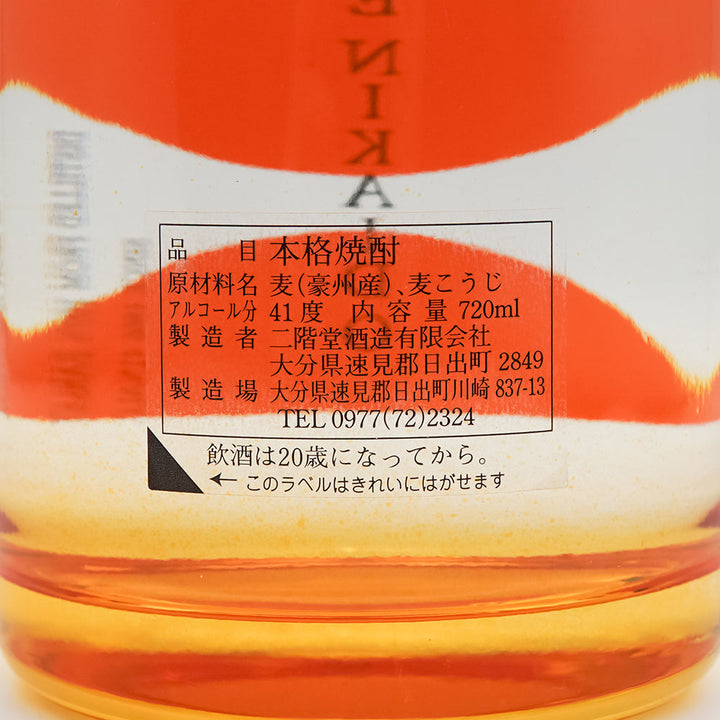 ENIKAIDO
品目 本格焼酎
原材料名 麦(豪州産)、麦こうじ
アルコール分 41度 内容量 720ml
製造者 二階堂酒造有限会社
大分県速見郡日出町 2849
製造場 大分県速見郡日出町川崎 837-13
TEL 0977(72)2324
飲酒は20歳になってから。
← このラベルはきれいにはがせます